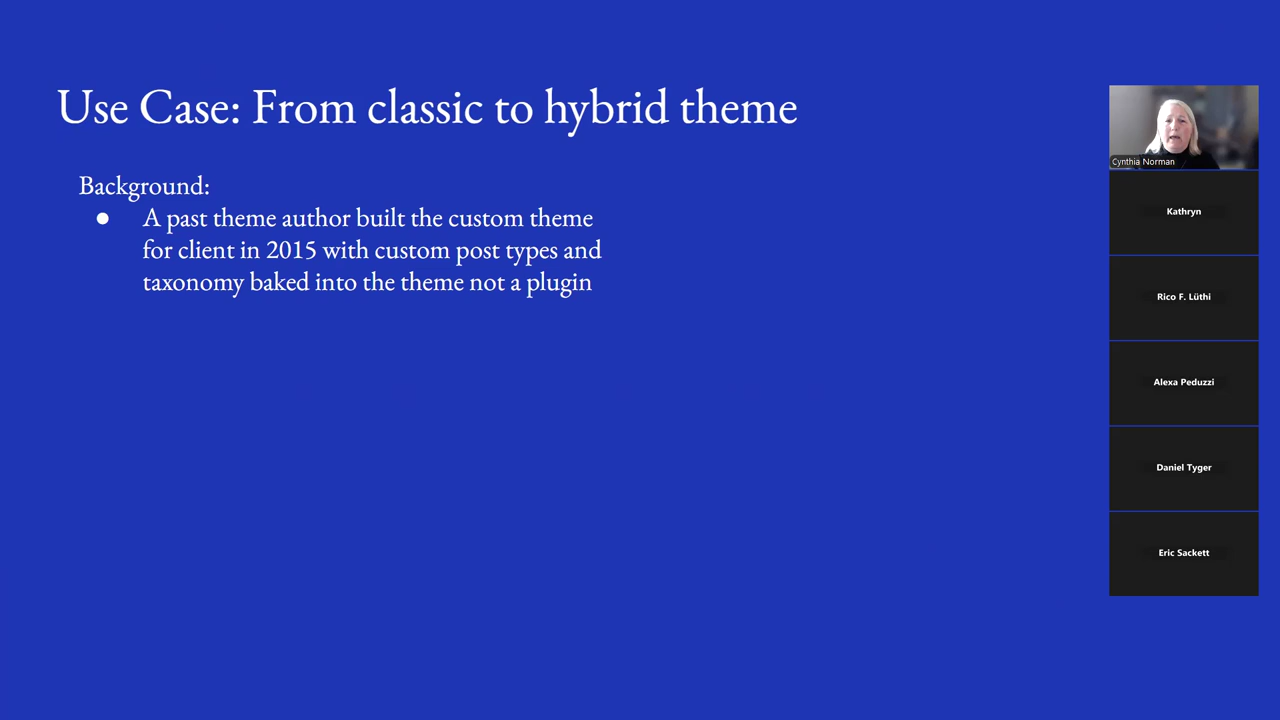 Use Case: From classic to hybrid theme
Background:
● A past theme author built the custom theme
for client in 2015 with custom post types and
taxonomy baked into the theme not a plugin
Cynthia Norman
Kathryn
Rico F. Lüthi
Alexa Peduzzi
Daniel Tyger
Eric Sackett